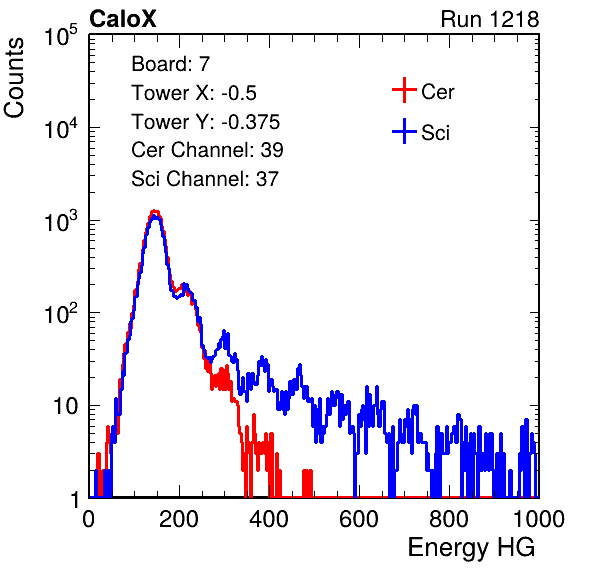 CaloX Run 1218
Counts
Board: 7
Tower X: -0.5
Tower Y: -0.375
Cer Channel: 39
Sci Channel: 37
Cer
Sci
10^5
10^4
10^3
10^2
10
1
0 200 400 600 800 1000
Energy HG